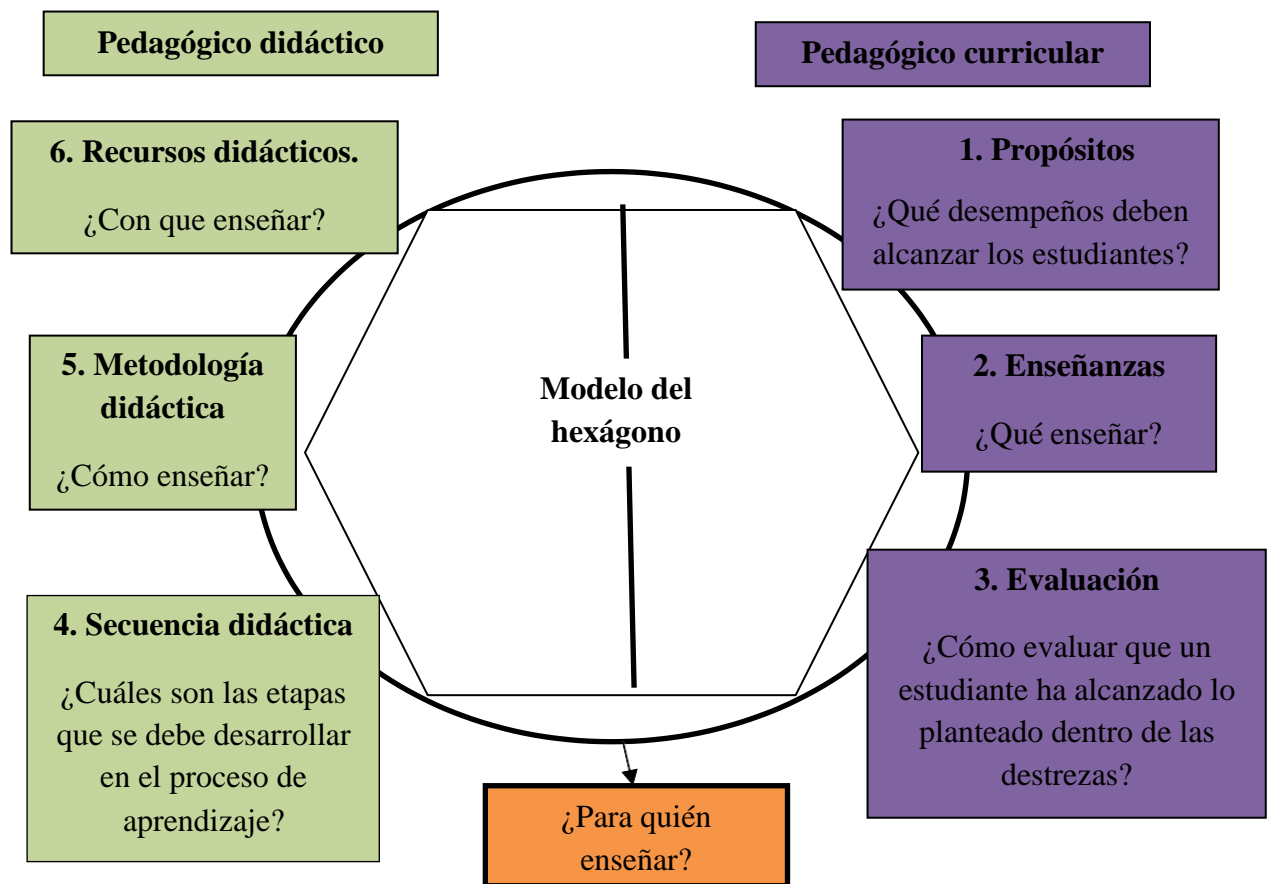 Pedagógico didáctico
Pedagógico curricular
6. Recursos didácticos.
¿Con que enseñar?
1. Propósitos
¿Qué desempeños deben
alcanzar los estudiantes?
5. Metodología
didáctica
¿Cómo enseñar?
Modelo del
hexágono
2. Enseñanzas
¿Qué enseñar?
4. Secuencia didáctica
¿Cuáles son las etapas
que se debe desarrollar
en el proceso de
aprendizaje?
3. Evaluación
¿Cómo evaluar que un
estudiante ha alcanzado lo
planteado dentro de las
destrezas?
¿Para quién
enseñar?